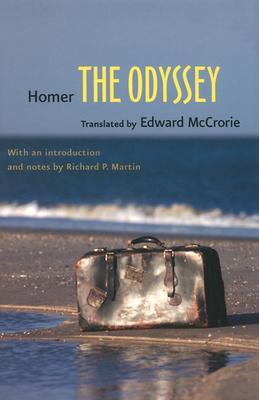 Homer THE ODYSSEY
Translated by Edward McCrorie
With an introduction
and notes by Richard P. Martin